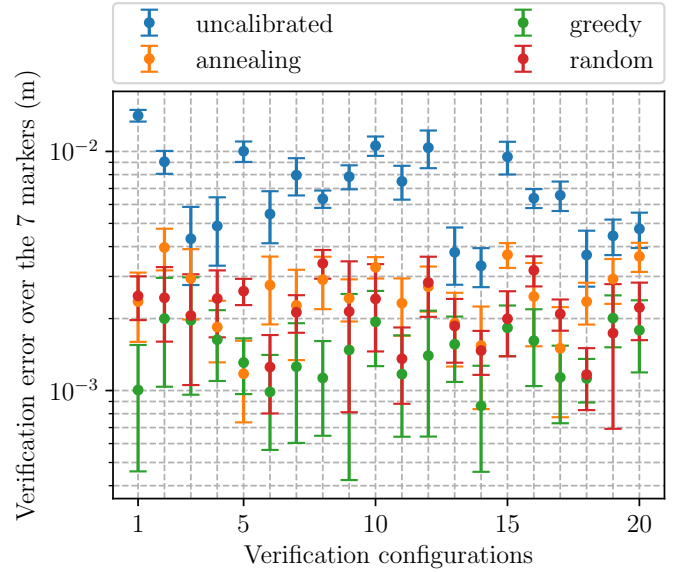 uncalibrated
annealing
greedy
random
Verification error over the 7 markers (m)
10⁻²
10⁻³
1 5 10 15 20
Verification configurations